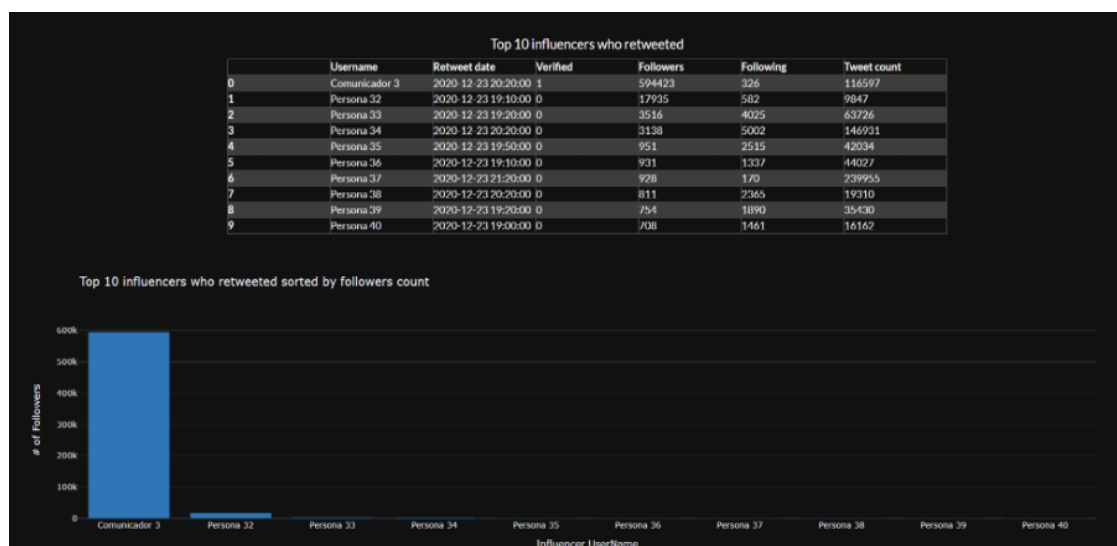 Top 10 influencers who retweeted
Username Retweet date Verified Followers Following Tweet count
0 Comunicador 3 2020-12-23 20:20:00 1 594423 326 116597
1 Persona 32 2020-12-23 19:10:00 0 17935 582 9847
2 Persona 33 2020-12-23 19:20:00 0 3516 4025 63726
3 Persona 34 2020-12-23 20:20:00 0 3138 5002 146931
4 Persona 35 2020-12-23 19:50:00 0 951 2515 42034
5 Persona 36 2020-12-23 19:10:00 0 931 1337 44027
6 Persona 37 2020-12-23 21:20:00 0 928 170 239955
7 Persona 38 2020-12-23 20:20:00 0 811 2365 19310
8 Persona 39 2020-12-23 19:20:00 0 754 1890 35430
9 Persona 40 2020-12-23 19:00:00 0 708 1461 16162
Top 10 influencers who retweeted sorted by followers count
600k
500k
400k
300k
200k
100k
0
# of Followers
Comunicador 3 Persona 32 Persona 33 Persona 34 Persona 35 Persona 36 Persona 37 Persona 38 Persona 39 Persona 40
Influencer UserName